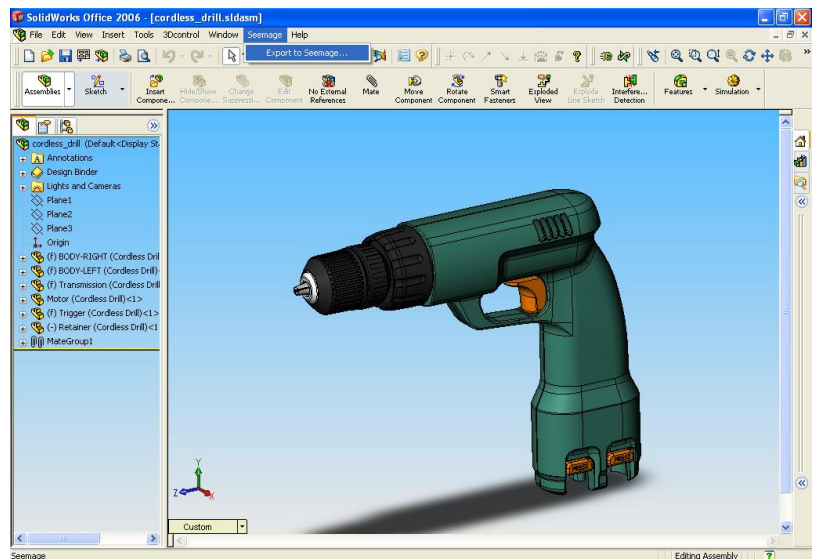 SolidWorks Office 2006 - [cordless_drill.sldasm]
File Edit View Insert Tools 3Dcontrol Window Seemage Help
Export to Seemage...
Assemblies Sketch Insert Compone... Hide/Show Compone... Change Suppressi... Edit Component No External References Mate Move Component Rotate Component Smart Fasteners Exploded View Explode Line Sketch Interfere... Detection Features Simulation
cordless_drill (Default<Display St
Annotations
Design Binder
Lights and Cameras
Plane1
Plane2
Plane3
Origin
(f) BODY-RIGHT (Cordless Dril
(f) BODY-LEFT (Cordless Drill)
(f) Transmission (Cordless Drill
Motor (Cordless Drill)<1>
(f) Trigger (Cordless Drill)<1>
(-) Retainer (Cordless Drill)<1
MateGroup1
PRESS PRESS
Y
Z X
Custom
Seemage Editing Assembly